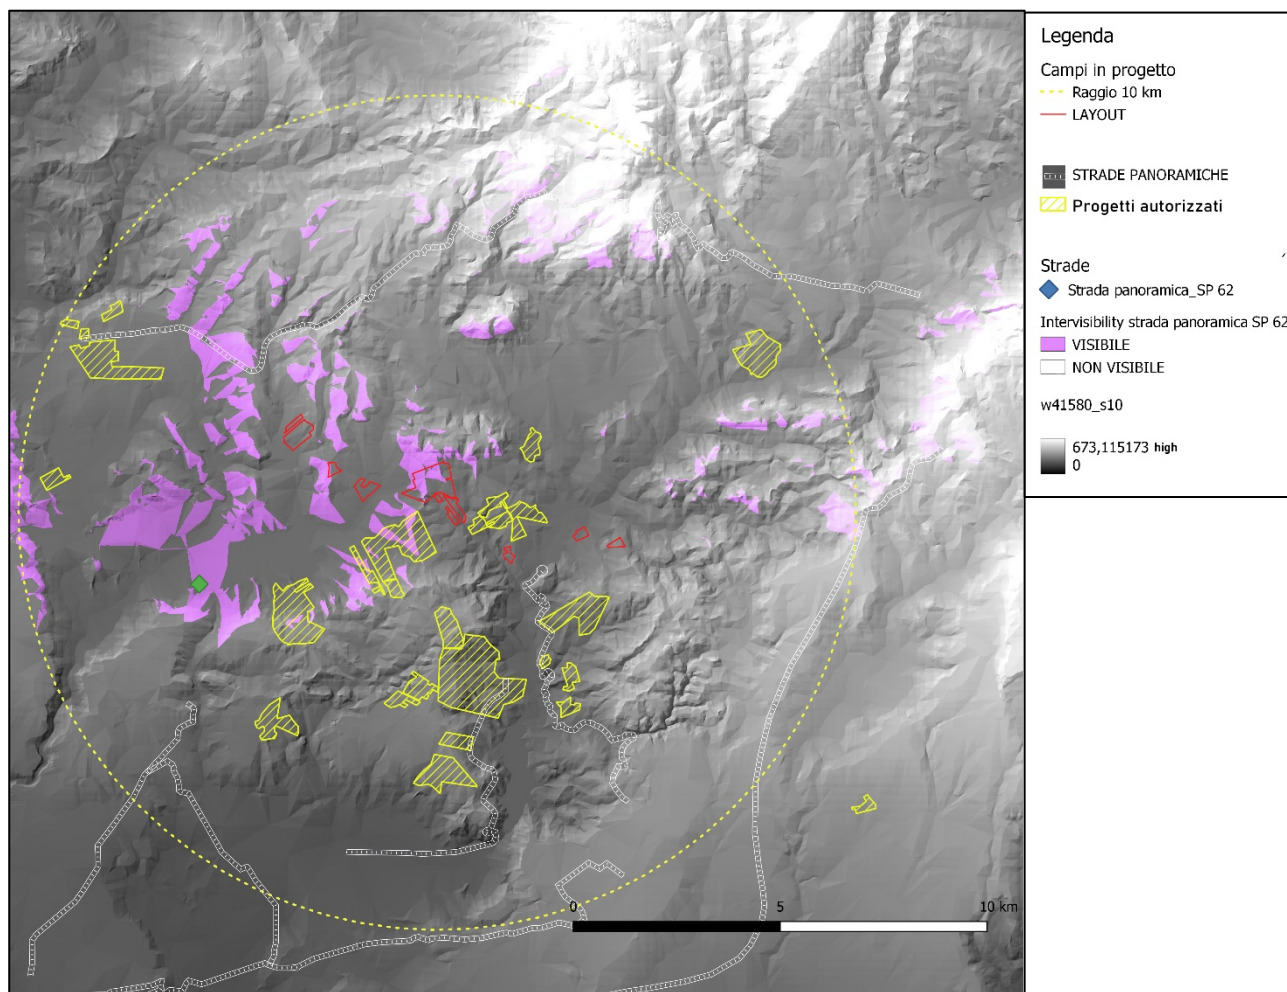 Legenda
Campi in progetto
Raggio 10 km
LAYOUT
STRADE PANORAMICHE
Progetti autorizzati
Strade
Strada panoramica_SP 62
Intervisibility strada panoramica SP 62
VISIBILE
NON VISIBILE
w41580_s10
673,115173 high
0
0 5 10 km